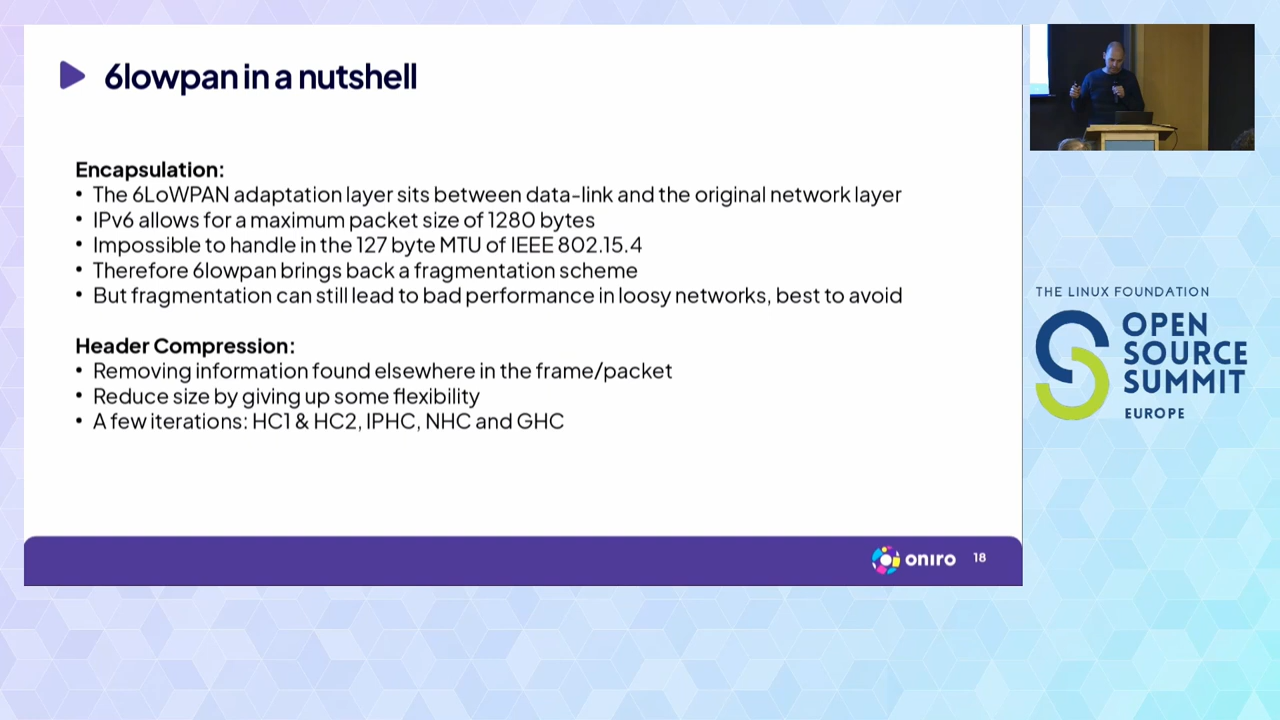 6lowpan in a nutshell
Encapsulation:
• The 6LoWPAN adaptation layer sits between data-link and the original network layer
• IPv6 allows for a maximum packet size of 1280 bytes
• Impossible to handle in the 127 byte MTU of IEEE 802.15.4
• Therefore 6lowpan brings back a fragmentation scheme
• But fragmentation can still lead to bad performance in loosy networks, best to avoid
Header Compression:
• Removing information found elsewhere in the frame/packet
• Reduce size by giving up some flexibility
• A few iterations: HC1 & HC2, IPHC, NHC and GHC
oniro 18
THE LINUX FOUNDATION
OPEN
SOURCE
SUMMIT
EUROPE